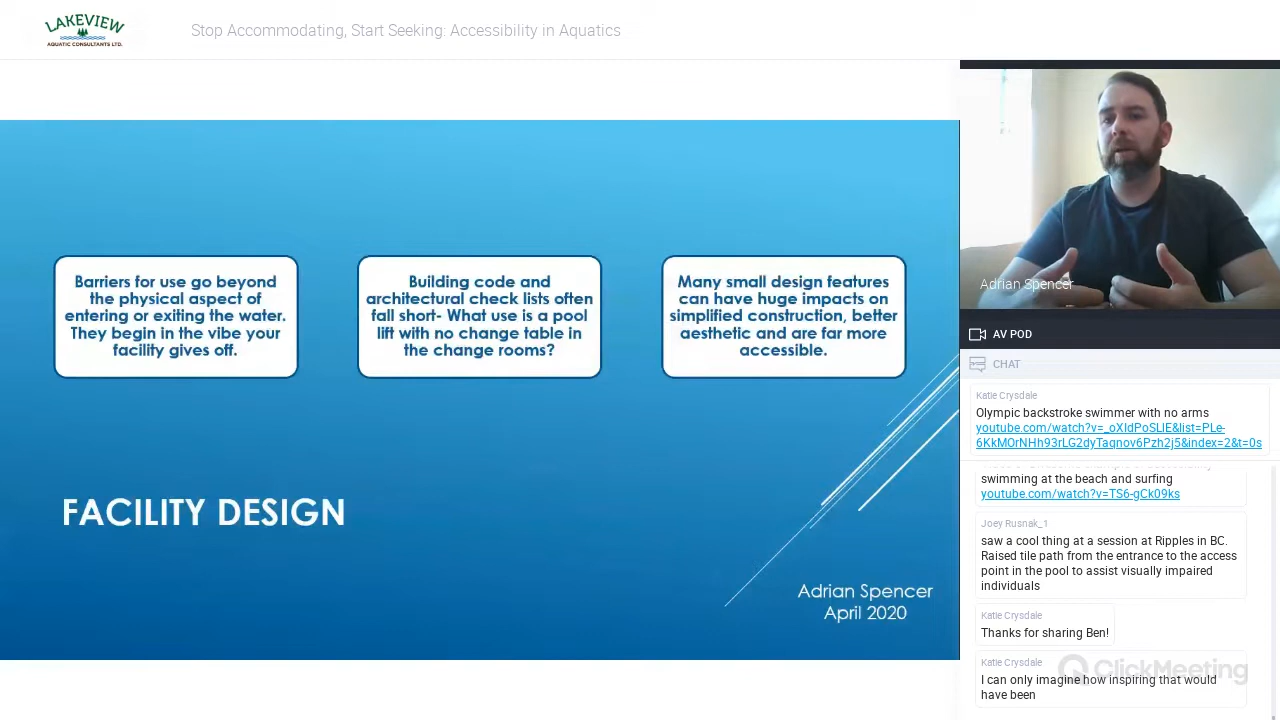 LAKEVIEW
AQUATIC CONSULTANTS LTD.
Stop Accommodating, Start Seeking: Accessibility in Aquatics
Barriers for use go beyond
the physical aspect of
entering or exiting the water.
They begin in the vibe your
facility gives off.
Building code and
architectural check lists often
fall short- What use is a pool
lift with no change table in
the change rooms?
Many small design features
can have huge impacts on
simplified construction, better
aesthetic and are far more
accessible.
FACILITY DESIGN
Adrian Spencer
April 2020
Adrian Spencer
AV POD
CHAT
Katie Crysdale
Olympic backstroke swimmer with no arms
youtube.com/watch?v=_oXIdPoSLlE&list=PLe-
6KkMOrNHh93rLG2dyTaqnov6Pzh2j5&index=2&t=0s
swimming at the beach and surfing
youtube.com/watch?v=TS6-gCk09ks
Joey Rusnak_1
saw a cool thing at a session at Ripples in BC.
Raised tile path from the entrance to the access
point in the pool to assist visually impaired
individuals
Katie Crysdale
Thanks for sharing Ben!
Katie Crysdale
I can only imagine how inspiring that would
have been
ClickMeeting